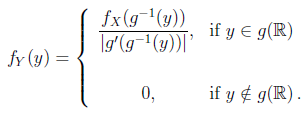 f_Y(y) = { f_X(g^{-1}(y)) / |g′(g^{-1}(y))|, if y ∈ g(ℝ)
0, if y ∉ g(ℝ).